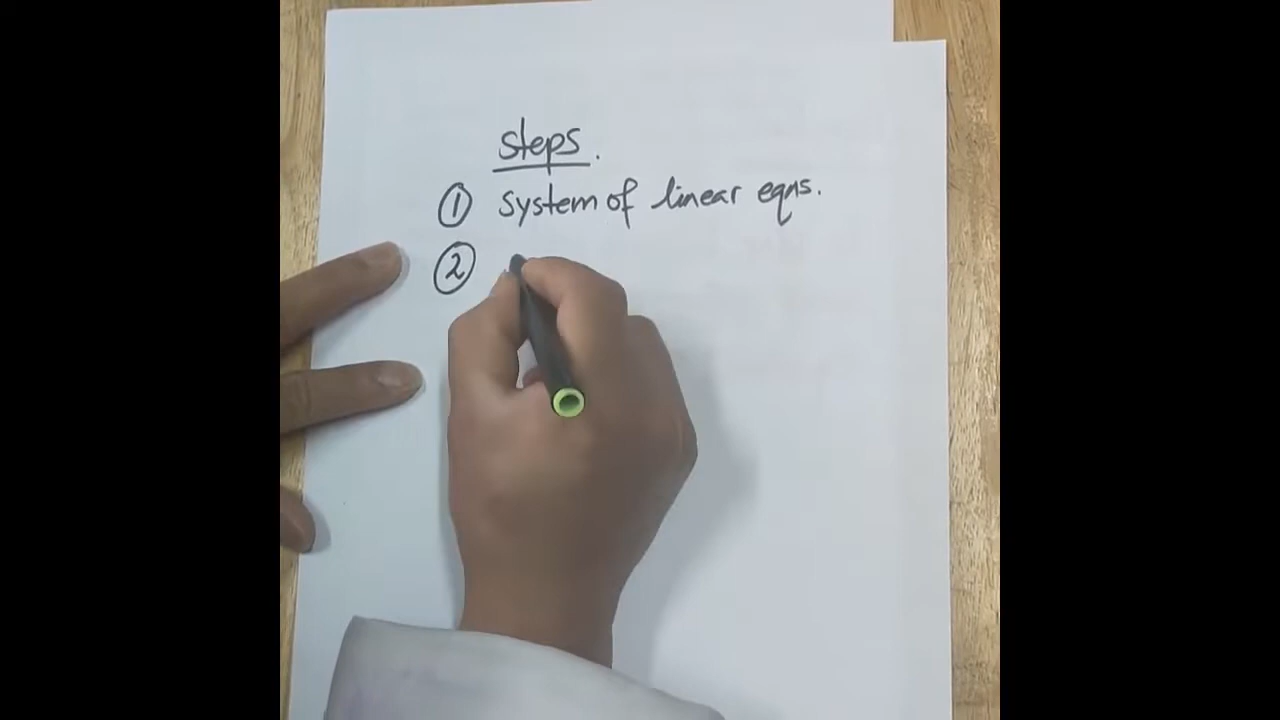 steps.
① System of linear eqns.
②